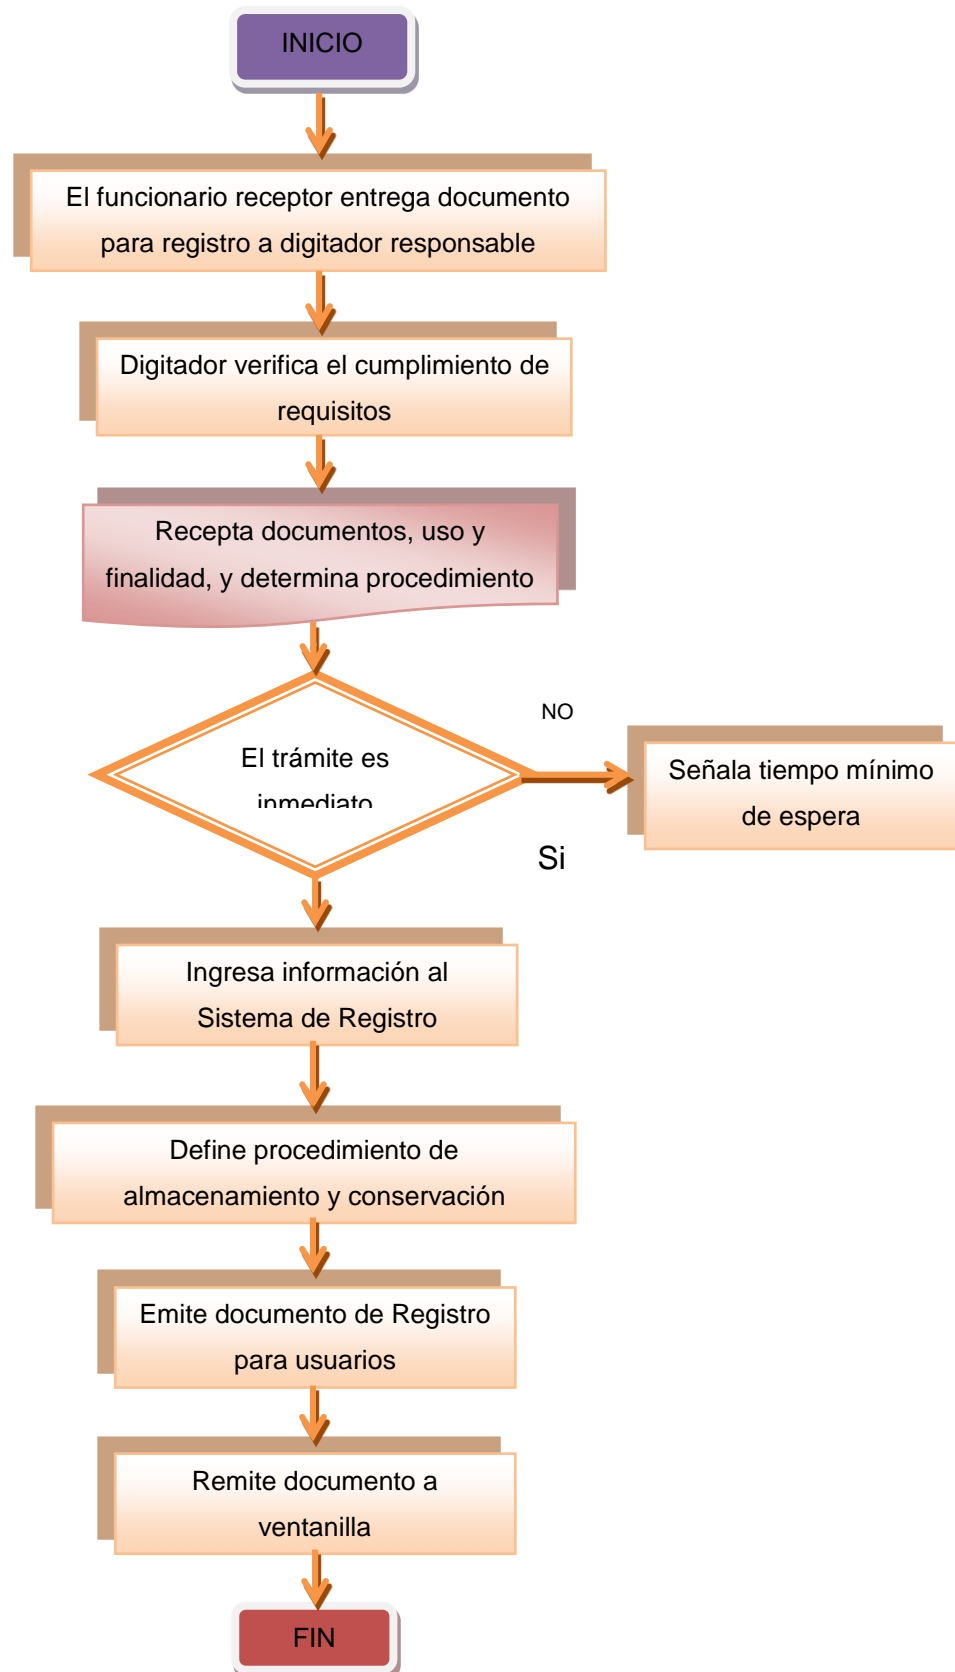 INICIO
El funcionario receptor entrega documento
para registro a digitador responsable
Digitador verifica el cumplimiento de
requisitos
Recepta documentos, uso y
finalidad, y determina procedimiento
El trámite es
inmediato
NO
Señala tiempo mínimo
de espera
Si
Ingresa información al
Sistema de Registro
Define procedimiento de
almacenamiento y conservación
Emite documento de Registro
para usuarios
Remite documento a
ventanilla
FIN